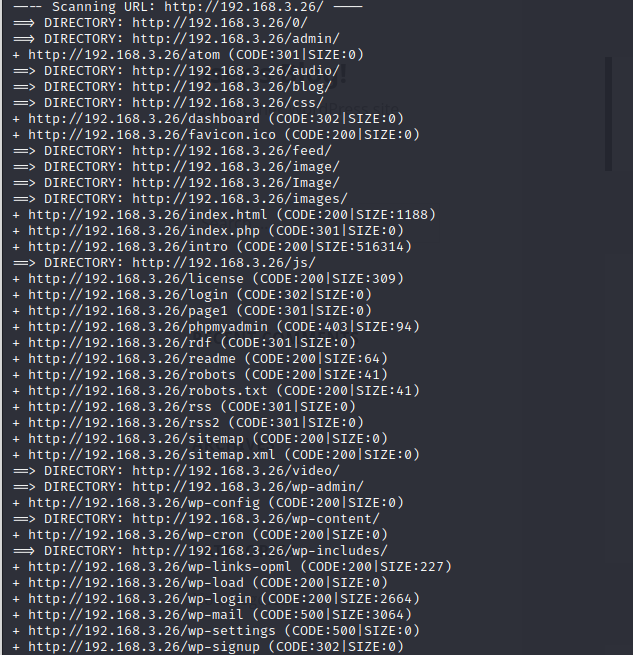 ---- Scanning URL: http://192.168.3.26/ ----
==> DIRECTORY: http://192.168.3.26/0/
==> DIRECTORY: http://192.168.3.26/admin/
+ http://192.168.3.26/atom (CODE:301|SIZE:0)
==> DIRECTORY: http://192.168.3.26/audio/
==> DIRECTORY: http://192.168.3.26/blog/
==> DIRECTORY: http://192.168.3.26/css/
+ http://192.168.3.26/dashboard (CODE:302|SIZE:0)
+ http://192.168.3.26/favicon.ico (CODE:200|SIZE:0)
==> DIRECTORY: http://192.168.3.26/feed/
==> DIRECTORY: http://192.168.3.26/image/
==> DIRECTORY: http://192.168.3.26/Image/
==> DIRECTORY: http://192.168.3.26/images/
+ http://192.168.3.26/index.html (CODE:200|SIZE:1188)
+ http://192.168.3.26/index.php (CODE:301|SIZE:0)
+ http://192.168.3.26/intro (CODE:200|SIZE:516314)
==> DIRECTORY: http://192.168.3.26/js/
+ http://192.168.3.26/license (CODE:200|SIZE:309)
+ http://192.168.3.26/login (CODE:302|SIZE:0)
+ http://192.168.3.26/page1 (CODE:301|SIZE:0)
+ http://192.168.3.26/phpmyadmin (CODE:403|SIZE:94)
+ http://192.168.3.26/rdf (CODE:301|SIZE:0)
+ http://192.168.3.26/readme (CODE:200|SIZE:64)
+ http://192.168.3.26/robots (CODE:200|SIZE:41)
+ http://192.168.3.26/robots.txt (CODE:200|SIZE:41)
+ http://192.168.3.26/rss (CODE:301|SIZE:0)
+ http://192.168.3.26/rss2 (CODE:301|SIZE:0)
+ http://192.168.3.26/sitemap (CODE:200|SIZE:0)
+ http://192.168.3.26/sitemap.xml (CODE:200|SIZE:0)
==> DIRECTORY: http://192.168.3.26/video/
==> DIRECTORY: http://192.168.3.26/wp-admin/
+ http://192.168.3.26/wp-config (CODE:200|SIZE:0)
==> DIRECTORY: http://192.168.3.26/wp-content/
+ http://192.168.3.26/wp-cron (CODE:200|SIZE:0)
==> DIRECTORY: http://192.168.3.26/wp-includes/
+ http://192.168.3.26/wp-links-opml (CODE:200|SIZE:227)
+ http://192.168.3.26/wp-load (CODE:200|SIZE:0)
+ http://192.168.3.26/wp-login (CODE:200|SIZE:2664)
+ http://192.168.3.26/wp-mail (CODE:500|SIZE:3064)
+ http://192.168.3.26/wp-settings (CODE:500|SIZE:0)
+ http://192.168.3.26/wp-signup (CODE:302|SIZE:0)